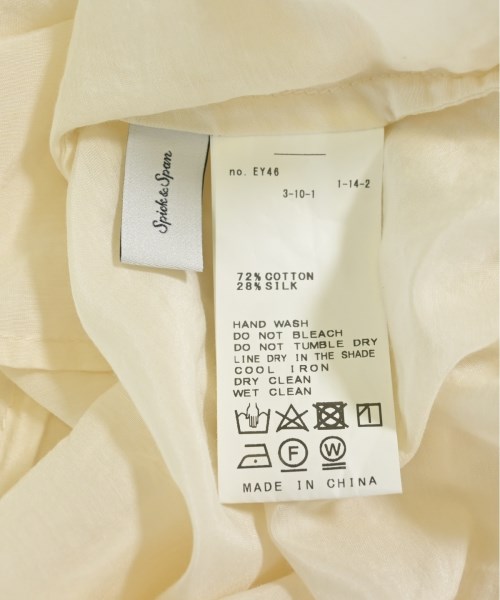 Spick & Span
no. EY46
3-10-1 1-14-2
72% COTTON
28% SILK
HAND WASH
DO NOT BLEACH
DO NOT TUMBLE DRY
LINE DRY IN THE SHADE
COOL IRON
DRY CLEAN
WET CLEAN
F W
MADE IN CHINA